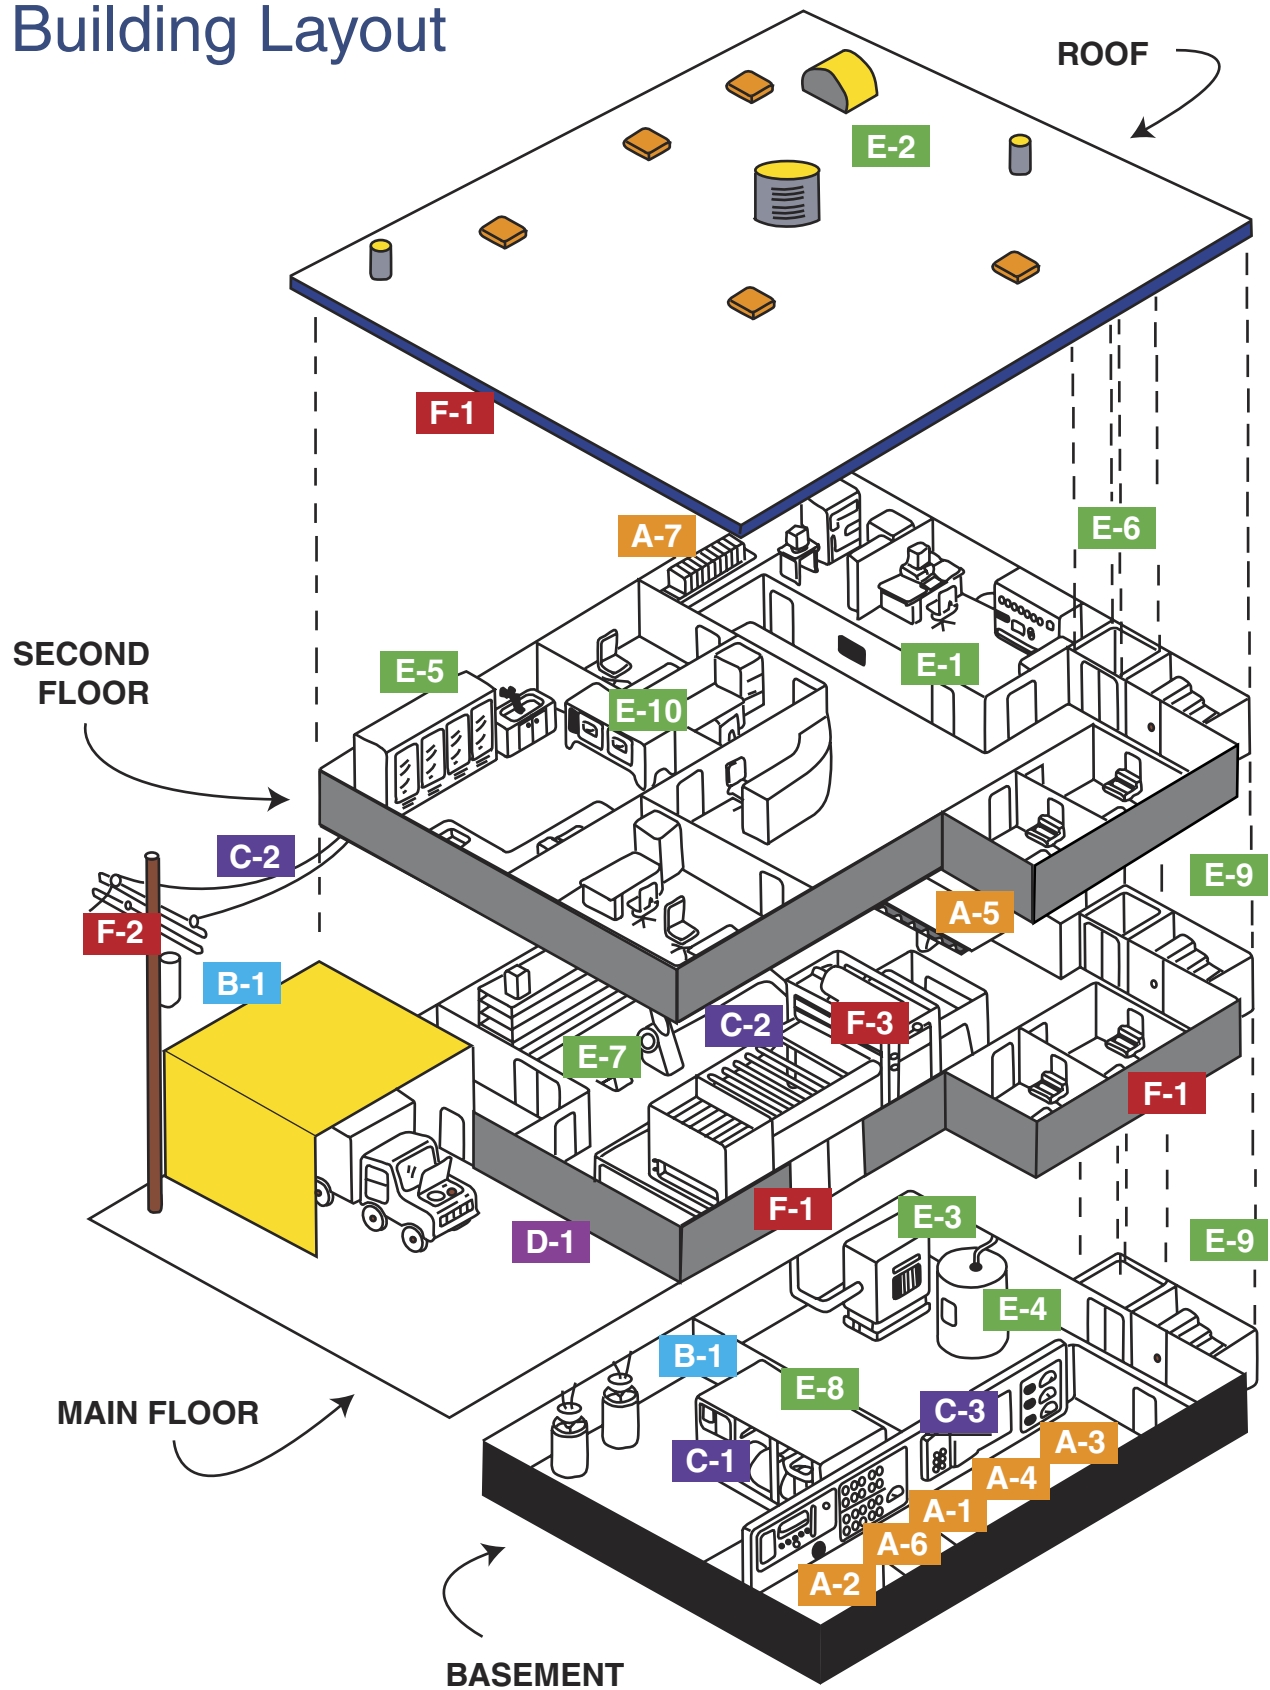 Building Layout
ROOF
E-2
F-1
A-7
E-6
SECOND
FLOOR
E-5
E-1
E-10
C-2
E-9
A-5
F-2
B-1
C-2
F-3
E-7
F-1
F-1
E-3
D-1
E-9
E-4
B-1
E-8
MAIN FLOOR
C-3
A-3
C-1
A-4
A-1
A-6
A-2
BASEMENT